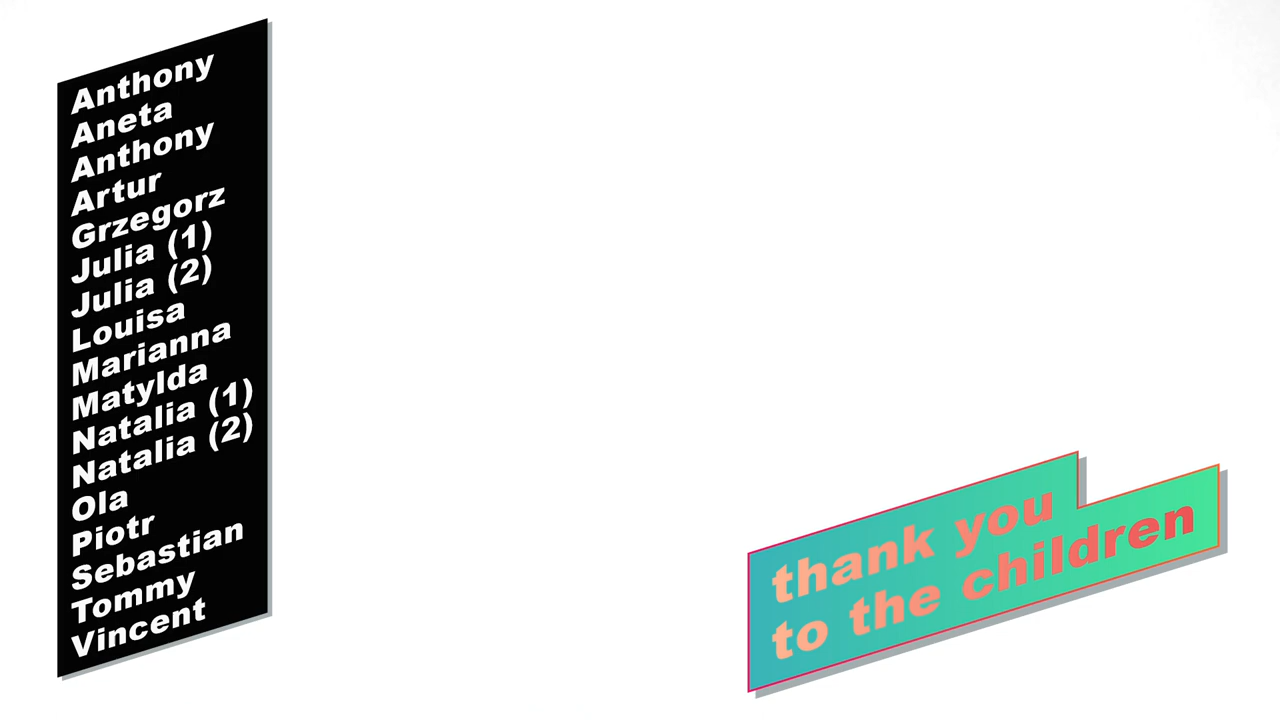 Anthony
Aneta
Anthony
Artur
Grzegorz
Julia (1)
Julia (2)
Louisa
Marianna
Matylda
Natalia (1)
Natalia (2)
Ola
Piotr
Sebastian
Tommy
Vincent
thank you
to the children